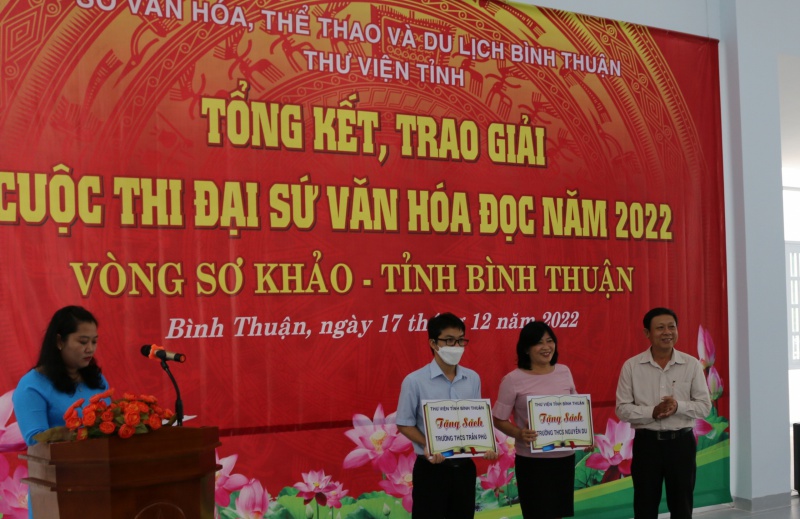 SỞ VĂN HÓA, THỂ THAO VÀ DU LỊCH BÌNH THUẬN
THƯ VIỆN TỈNH
TỔNG KẾT, TRAO GIẢI
CUỘC THI ĐẠI SỨ VĂN HÓA ĐỌC NĂM 2022
VÒNG SƠ KHẢO - TỈNH BÌNH THUẬN
Bình Thuận, ngày 17 tháng 12 năm 2022
THƯ VIỆN TỈNH BÌNH THUẬN
Tặng Sách
TRƯỜNG THCS TRẦN PHÚ
THƯ VIỆN TỈNH BÌNH THUẬN
Tặng Sách
TRƯỜNG THCS NGUYỄN DU